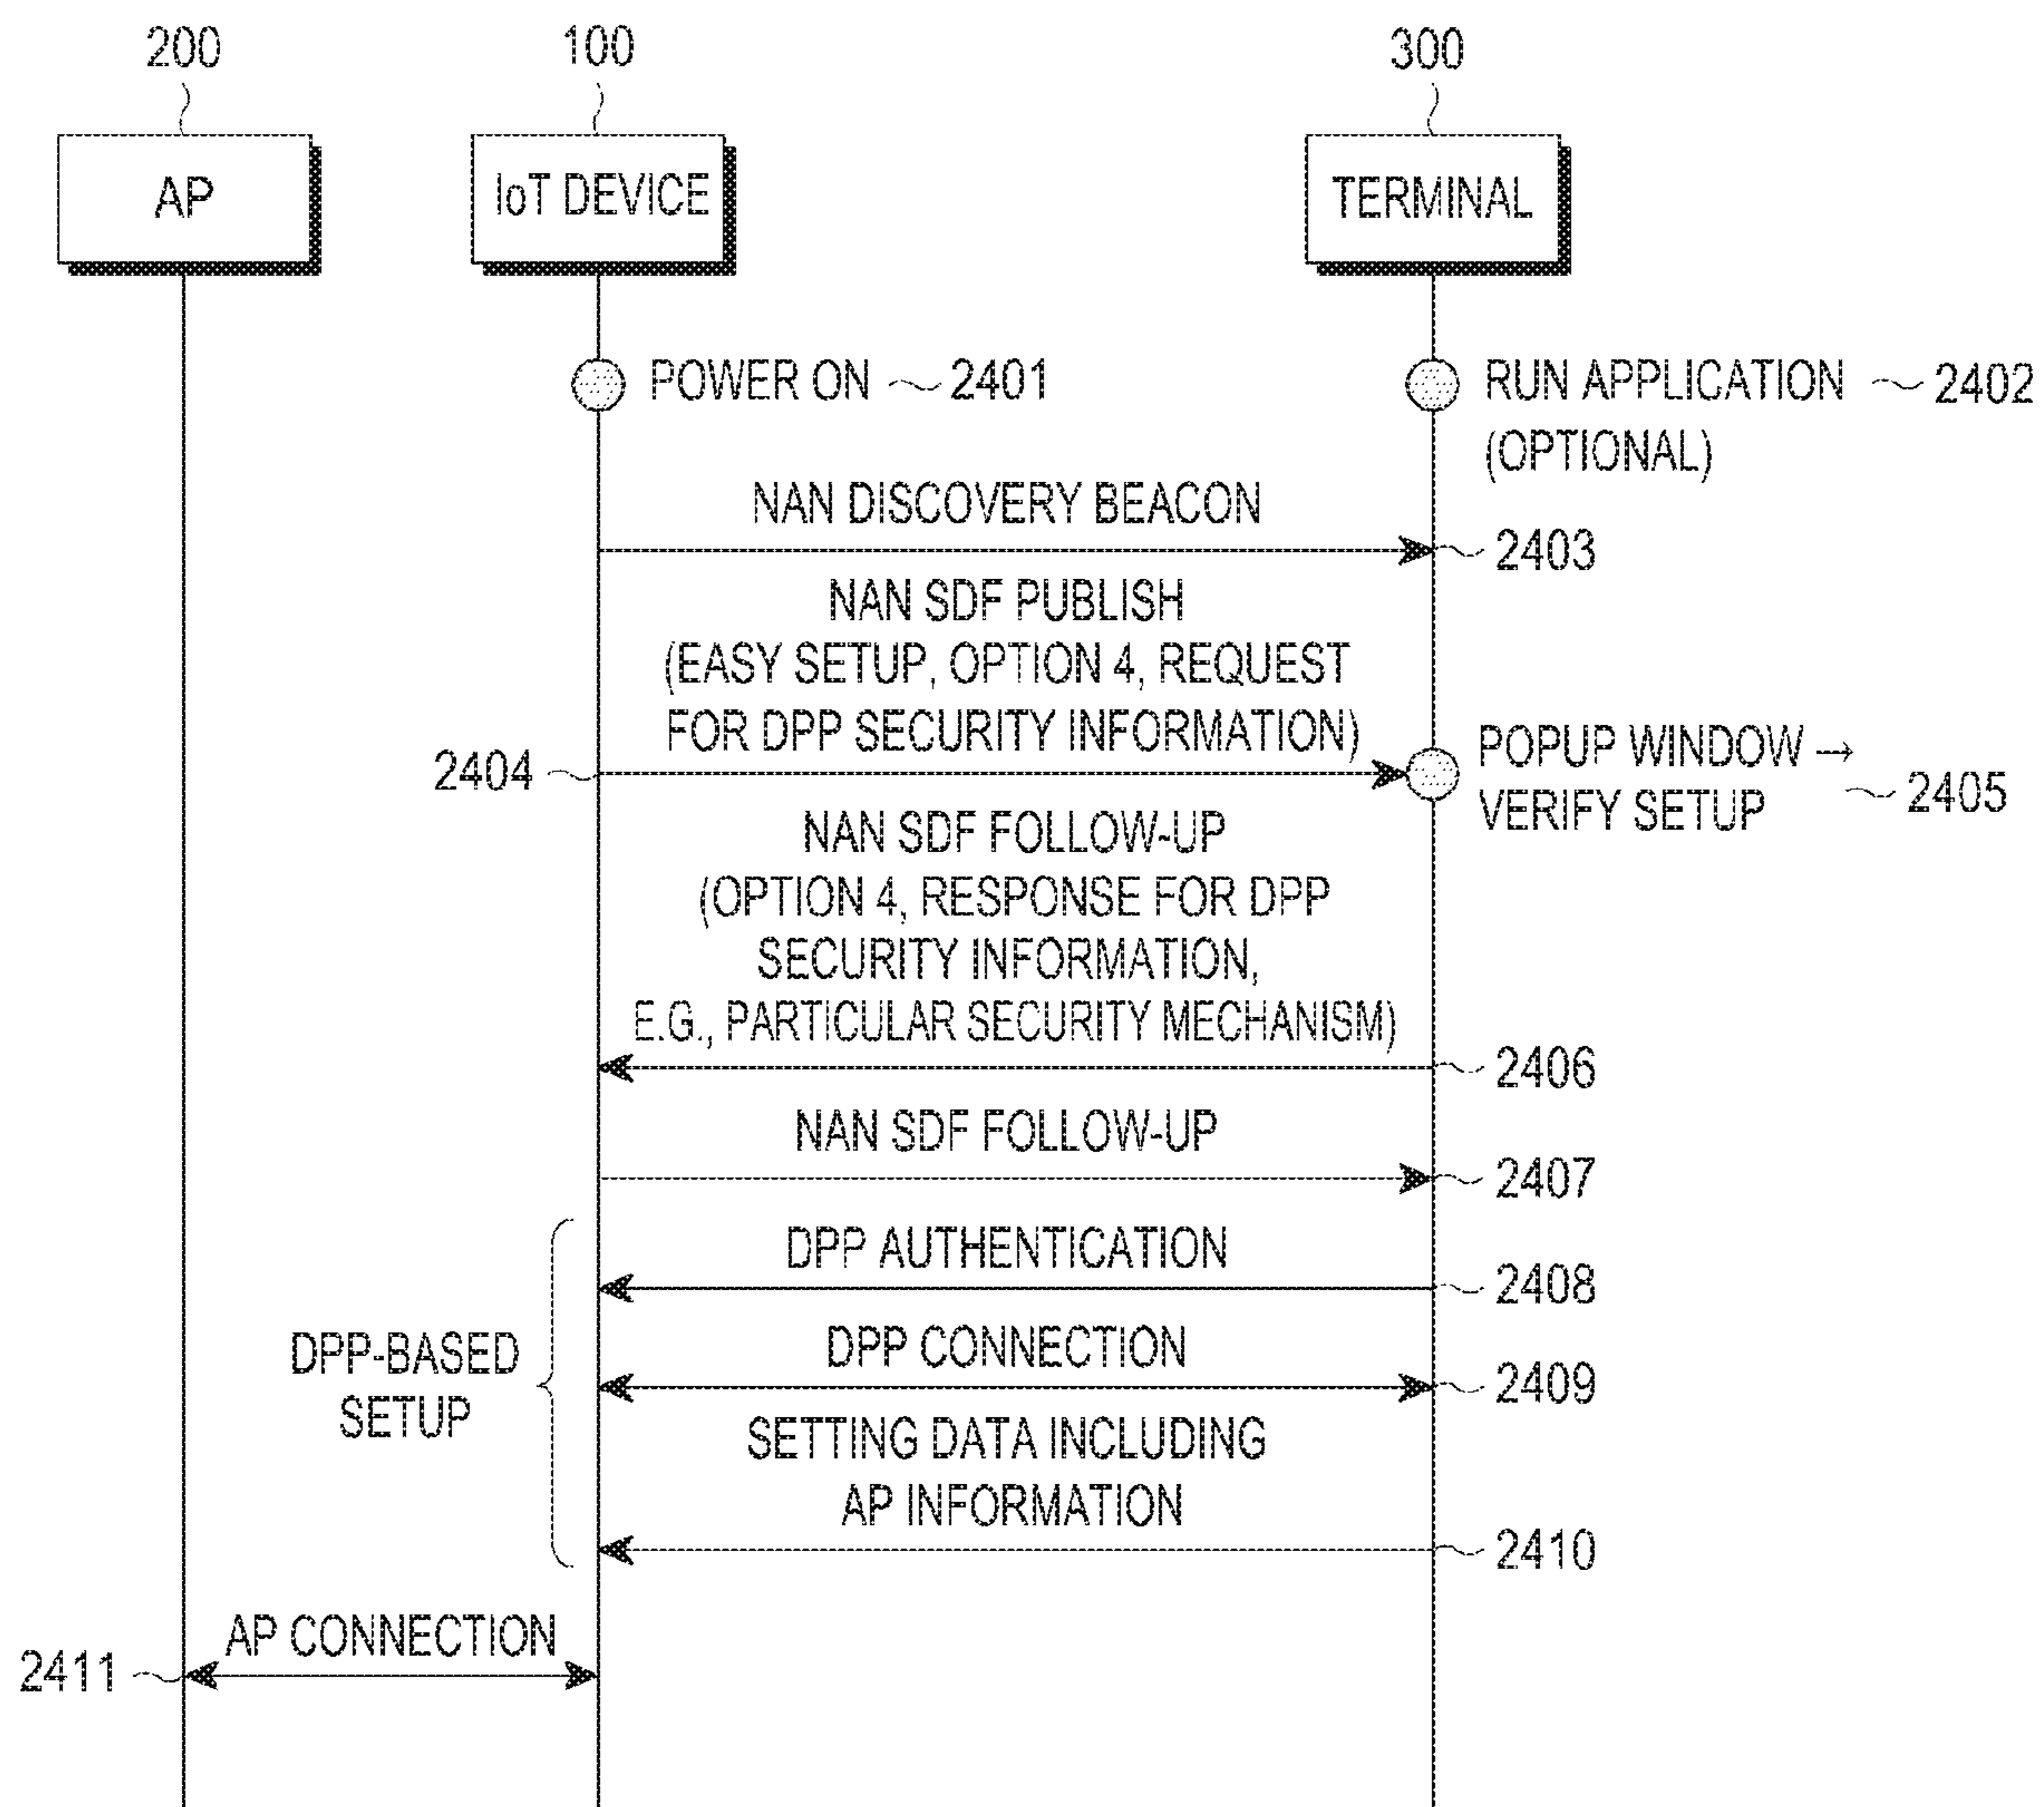 200
100
300
AP
IoT DEVICE
TERMINAL
POWER ON 2401
RUN APPLICATION 2402
(OPTIONAL)
NAN DISCOVERY BEACON
2403
NAN SDF PUBLISH
(EASY SETUP, OPTION 4, REQUEST
FOR DPP SECURITY INFORMATION)
2404
POPUP WINDOW →
VERIFY SETUP
2405
NAN SDF FOLLOW-UP
(OPTION 4, RESPONSE FOR DPP
SECURITY INFORMATION,
E.G., PARTICULAR SECURITY MECHANISM)
2406
NAN SDF FOLLOW-UP
2407
DPP AUTHENTICATION
2408
DPP-BASED
SETUP
DPP CONNECTION
2409
SETTING DATA INCLUDING
AP INFORMATION
2410
AP CONNECTION
2411